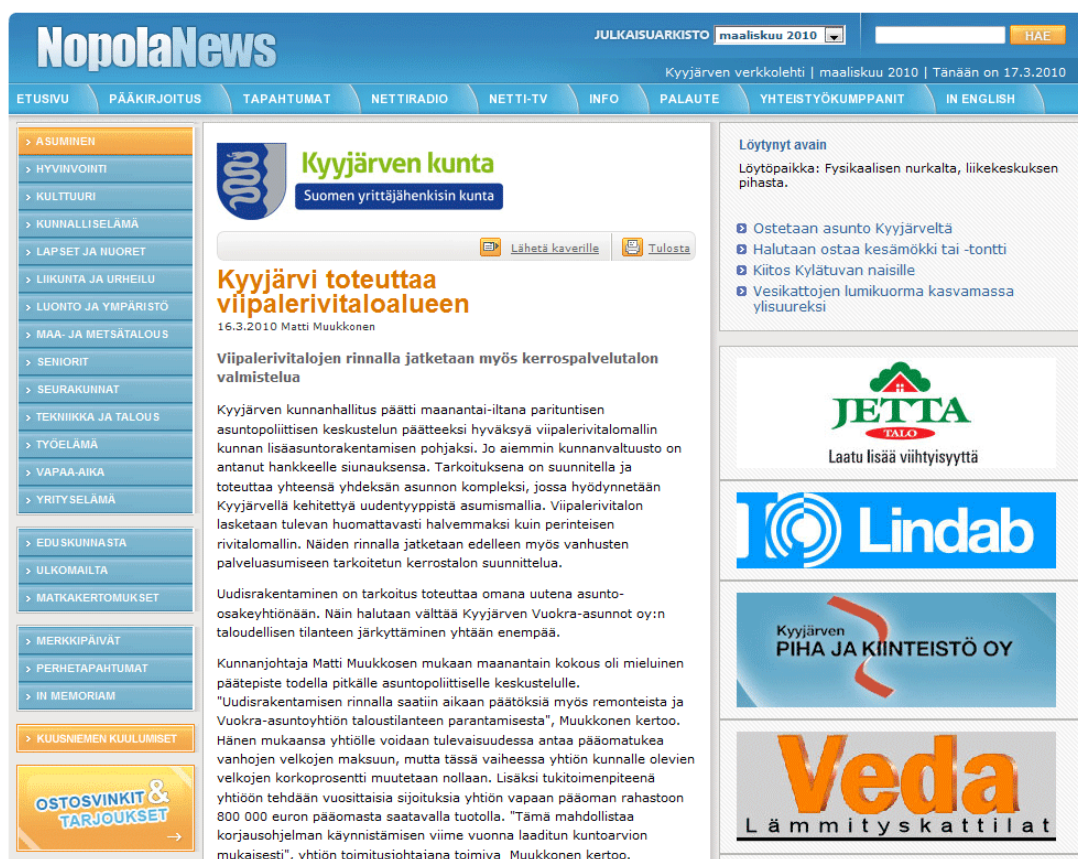 NopolaNews
JULKAISUARKISTO maaliskuu 2010 HAE
Kyyjärven verkkolehti | maaliskuu 2010 | Tänään on 17.3.2010
ETUSIVU PÄÄKIRJOITUS TAPAHTUMAT NETTIRADIO NETTI-TV INFO PALAUTE YHTEISTYÖKUMPPANIT IN ENGLISH
> ASUMINEN
> HYVINVOINTI
> KULTTUURI
> KUNNALLISELÄMÄ
> LAPSET JA NUORET
> LIIKUNTA JA URHEILU
> LUONTO JA YMPÄRISTÖ
> MAA- JA METSÄTALOUS
> SENIORIT
> SEURAKUNNAT
> TEKNIIKKA JA TALOUS
> TYÖELÄMÄ
> VAPAA-AIKA
> YRITYSELÄMÄ
> EDUSKUNNASTA
> ULKOMAILTA
> MATKAKERTOMUKSET
> MERKKIPÄIVÄT
> PERHETAPAHTUMAT
> IN MEMORIAM
> KUUSNIEMEN KUULUMISET
OSTOSVINKIT &
TARJOUKSET
Kyyjärven kunta
Suomen yrittäjähenkisin kunta
Lähetä kaverille Tulosta
Kyyjärvi toteuttaa
viipalerivitaloalueen
16.3.2010 Matti Muukkonen
Viipalerivitalojen rinnalla jatketaan myös kerrospalvelutalon
valmistelua
Kyyjärven kunnanhallitus päätti maanantai-iltana parituntisen
asuntopoliittisen keskustelun päätteeksi hyväksyä viipalerivitalomallin
kunnan lisäasuntorakentamisen pohjaksi. Jo aiemmin kunnanvaltuusto on
antanut hankkeelle siunauksensa. Tarkoituksena on suunnitella ja
toteuttaa yhteensä yhdeksän asunnon kompleksi, jossa hyödynnetään
Kyyjärvellä kehitettyä uudentyyppistä asumismallia. Viipalerivitalon
lasketaan tulevan huomattavasti halvemmaksi kuin perinteisen
rivitalomallin. Näiden rinnalla jatketaan edelleen myös vanhusten
palveluasumiseen tarkoitetun kerrostalon suunnittelua.
Uudisrakentaminen on tarkoitus toteuttaa omana uutena asunto-
osakeyhtiönään. Näin halutaan välttää Kyyjärven Vuokra-asunnot oy:n
taloudellisen tilanteen järkyttäminen yhtään enempää.
Kunnanjohtaja Matti Muukkosen mukaan maanantain kokous oli mieluinen
päätepiste todella pitkälle asuntopoliittiselle keskustelulle.
"Uudisrakentamisen rinnalla saatiin aikaan päätöksiä myös remonteista ja
Vuokra-asuntoyhtiön taloustilanteen parantamisesta", Muukkonen kertoo.
Hänen mukaansa yhtiölle voidaan tulevaisuudessa antaa pääomatukea
vanhojen velkojen maksuun, mutta tässä vaiheessa yhtiön kunnalle olevien
velkojen korkoprosentti muutetaan nollaan. Lisäksi tukitoimenpiteenä
yhtiöön tehdään vuosittaisia sijoituksia yhtiön vapaan pääoman rahastoon
800 000 euron pääomasta saatavalla tuotolla. "Tämä mahdollistaa
korjausohjelman käynnistämisen viime vuonna laaditun kuntoarvion
mukaisesti", yhtiön toimitusjohtajana toimiva Muukkonen kertoo.
Löytynyt avain
Löytöpaikka: Fysikaalisen nurkalta, liikekeskuksen
pihasta.
Ostetaan asunto Kyyjärveltä
Halutaan ostaa kesämökki tai -tontti
Kiitos Kylätuvan naisille
Vesikattojen lumikuorma kasvamassa
ylisuureksi
JETTA
TALO
Laatu lisää viihtyisyyttä
Lindab
Kyyjärven
PIHA JA KIINTEISTÖ OY
Veda
Lämmityskattilat